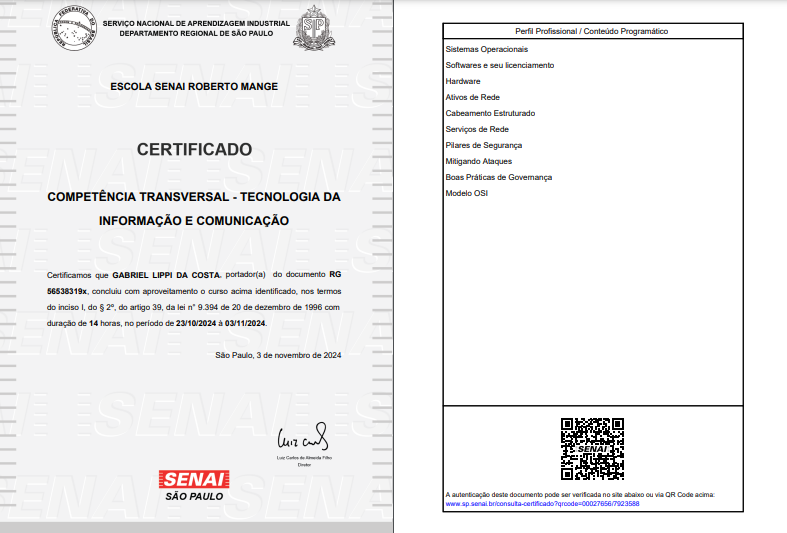 SERVIÇO NACIONAL DE APRENDIZAGEM INDUSTRIAL
DEPARTAMENTO REGIONAL DE SÃO PAULO
ESCOLA SENAI ROBERTO MANGE
CERTIFICADO
COMPETÊNCIA TRANSVERSAL - TECNOLOGIA DA
INFORMAÇÃO E COMUNICAÇÃO
Certificamos que GABRIEL LIPPI DA COSTA, portador(a) do documento RG
56538319x, concluiu com aproveitamento o curso acima identificado, nos termos
do inciso I, do § 2º, do artigo 39, da lei n° 9.394 de 20 de dezembro de 1996 com
duração de 14 horas, no período de 23/10/2024 à 03/11/2024.
São Paulo, 3 de novembro de 2024
Luiz Carlos de Almeida Filho
Diretor
SENAI
SÃO PAULO
Perfil Profissional / Conteúdo Programático
Sistemas Operacionais
Softwares e seu licenciamento
Hardware
Ativos de Rede
Cabeamento Estruturado
Serviços de Rede
Pilares de Segurança
Mitigando Ataques
Boas Práticas de Governança
Modelo OSI
SENAI
A autenticação deste documento pode ser verificada no site abaixo ou via QR Code acima:
www.sp.senai.br/consulta-certificado?qrcode=00027656/7923588